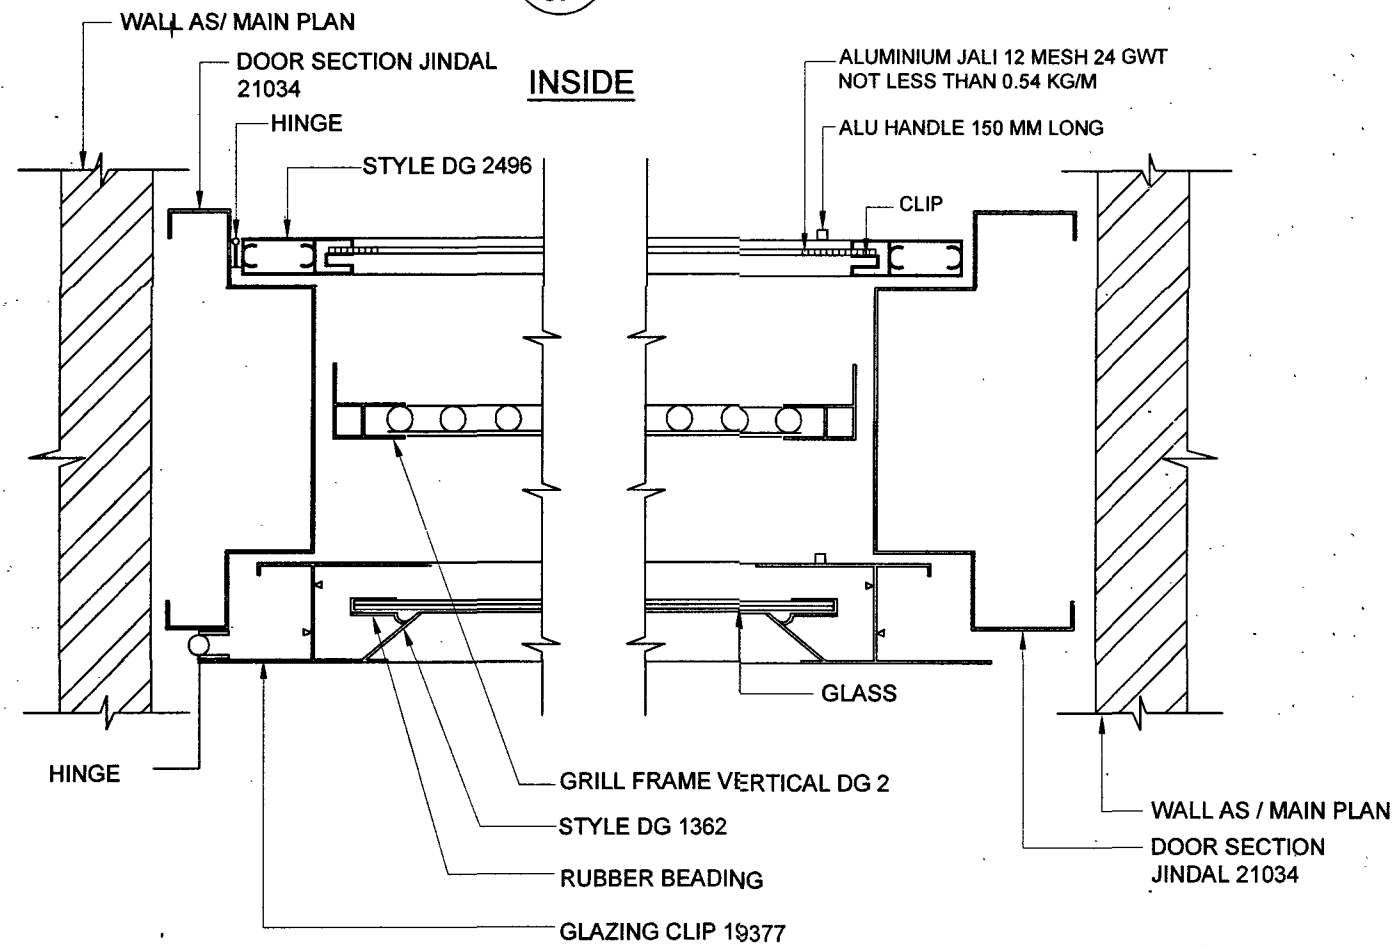 WALL AS/ MAIN PLAN
DOOR SECTION JINDAL
21034
INSIDE
ALUMINIUM JALI 12 MESH 24 GWT
NOT LESS THAN 0.54 KG/M
HINGE
ALU HANDLE 150 MM LONG
STYLE DG 2496
CLIP
GLASS
HINGE
GRILL FRAME VERTICAL DG 2
STYLE DG 1362
RUBBER BEADING
GLAZING CLIP 19377
WALL AS / MAIN PLAN
DOOR SECTION
JINDAL 21034